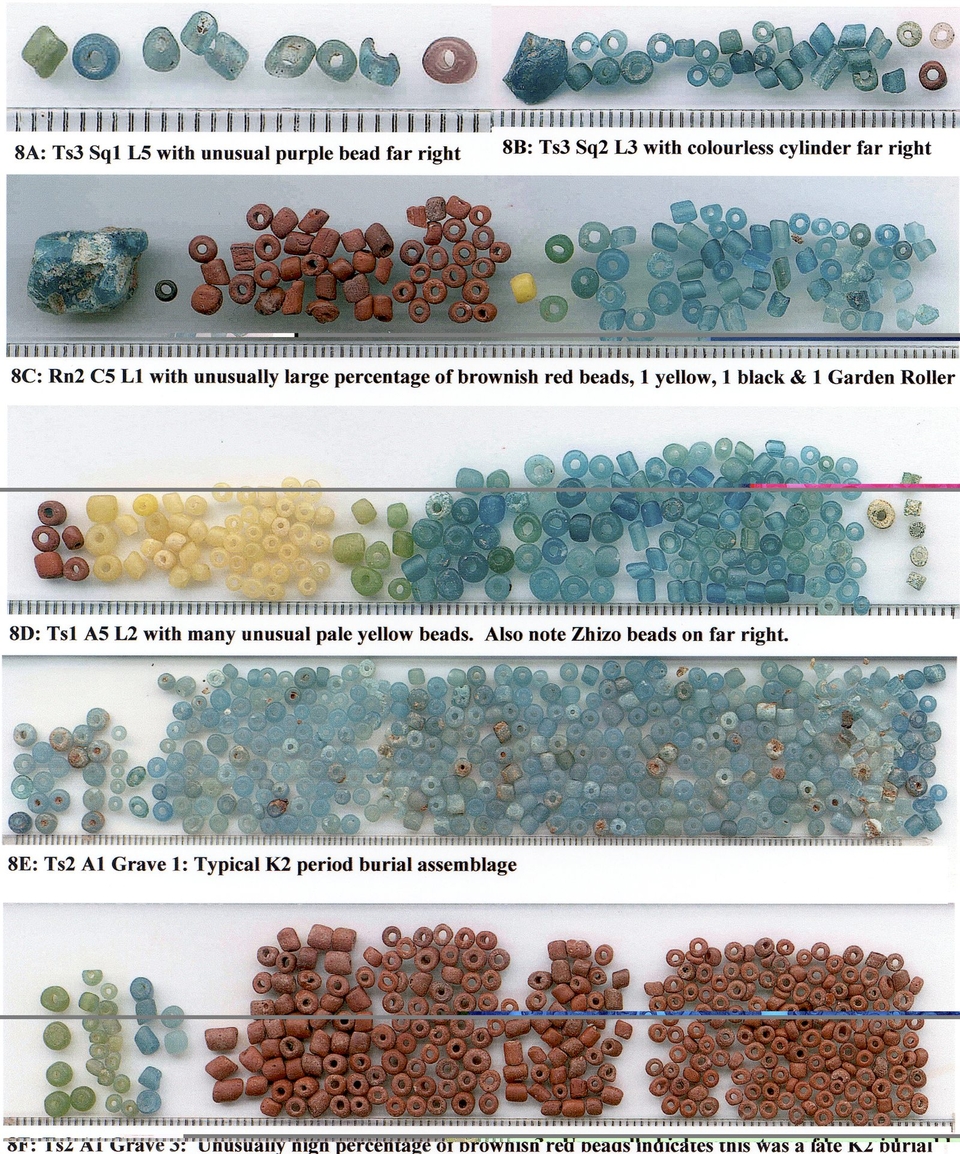 8A: Ts3 Sq1 L5 with unusual purple bead far right
8B: Ts3 Sq2 L3 with colourless cylinder far right
8C: Rn2 C5 L1 with unusually large percentage of brownish red beads, 1 yellow, 1 black & 1 Garden Roller
8D: Ts1 A5 L2 with many unusual pale yellow beads. Also note Zhizo beads on far right.
8E: Ts2 A1 Grave 1: Typical K2 period burial assemblage
8F: Ts2 A1 Grave 3: Unusually high percentage of brownish red beads indicates this was a late K2 burial